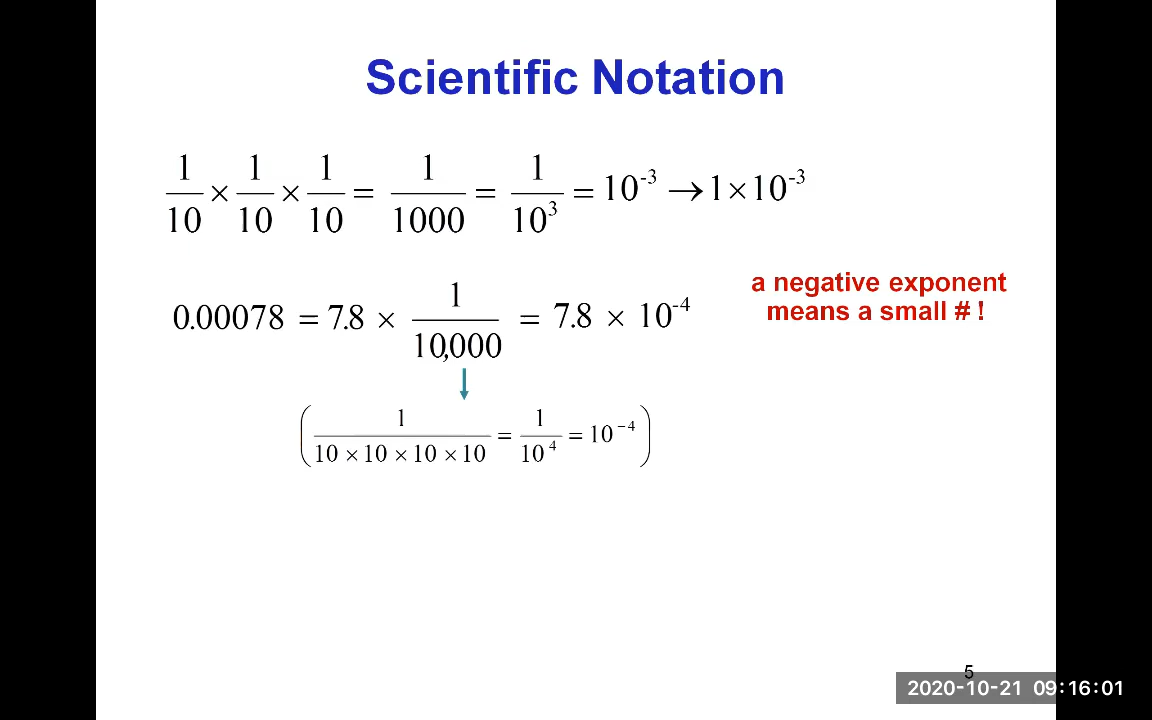 Scientific Notation
1/10 × 1/10 × 1/10 = 1/1000 = 1/10³ = 10⁻³ → 1 × 10⁻³
a negative exponent
means a small # !
0.00078 = 7.8 × 1/10,000 = 7.8 × 10⁻⁴
(1/(10 × 10 × 10 × 10) = 1/10⁴ = 10⁻⁴)
5
2020-10-21 09:16:01